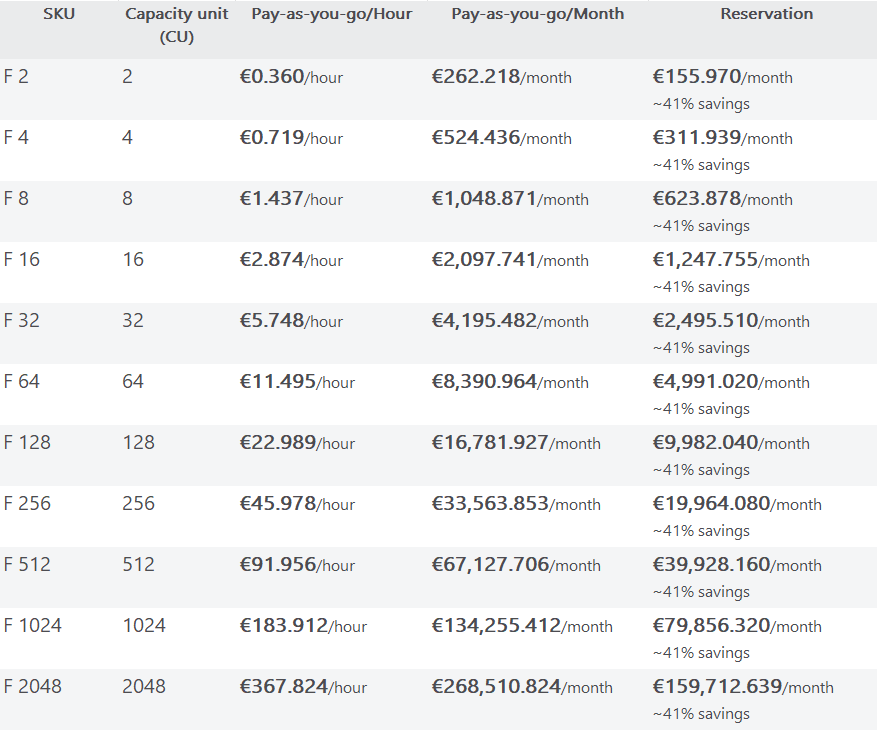 SKU Capacity unit (CU) Pay-as-you-go/Hour Pay-as-you-go/Month Reservation
F 2 2 €0.360/hour €262.218/month €155.970/month
~41% savings
F 4 4 €0.719/hour €524.436/month €311.939/month
~41% savings
F 8 8 €1.437/hour €1,048.871/month €623.878/month
~41% savings
F 16 16 €2.874/hour €2,097.741/month €1,247.755/month
~41% savings
F 32 32 €5.748/hour €4,195.482/month €2,495.510/month
~41% savings
F 64 64 €11.495/hour €8,390.964/month €4,991.020/month
~41% savings
F 128 128 €22.989/hour €16,781.927/month €9,982.040/month
~41% savings
F 256 256 €45.978/hour €33,563.853/month €19,964.080/month
~41% savings
F 512 512 €91.956/hour €67,127.706/month €39,928.160/month
~41% savings
F 1024 1024 €183.912/hour €134,255.412/month €79,856.320/month
~41% savings
F 2048 2048 €367.824/hour €268,510.824/month €159,712.639/month
~41% savings